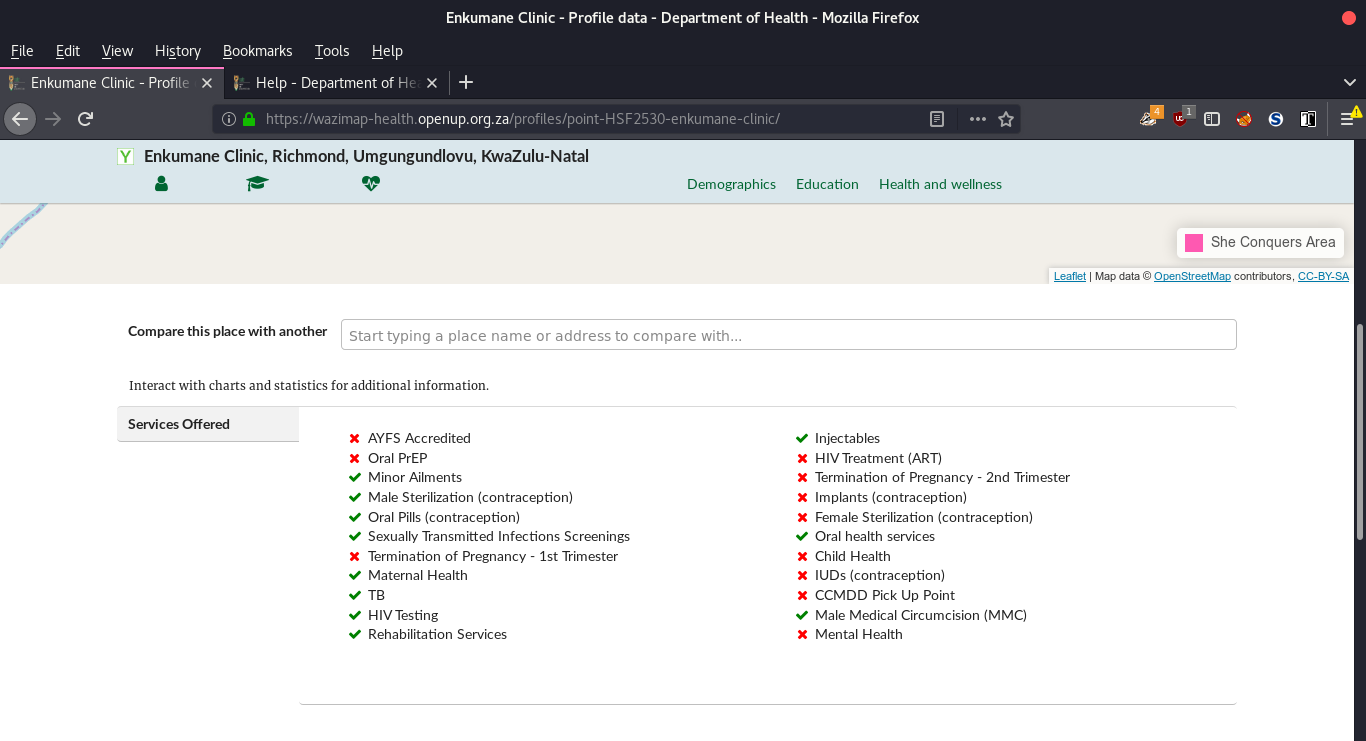 Enkumane Clinic - Profile data - Department of Health - Mozilla Firefox
File Edit View History Bookmarks Tools Help
Enkumane Clinic - Profile
Help - Department of Hea
https://wazimap-health.openup.org.za/profiles/point-HSF2530-enkumane-clinic/
4
1
Enkumane Clinic, Richmond, Umgungundlovu, KwaZulu-Natal
Demographics Education Health and wellness
She Conquers Area
Leaflet | Map data © OpenStreetMap contributors, CC-BY-SA
Compare this place with another
Start typing a place name or address to compare with...
Interact with charts and statistics for additional information.
Services Offered
AYFS Accredited
Oral PrEP
Minor Ailments
Male Sterilization (contraception)
Oral Pills (contraception)
Sexually Transmitted Infections Screenings
Termination of Pregnancy - 1st Trimester
Maternal Health
TB
HIV Testing
Rehabilitation Services
Injectables
HIV Treatment (ART)
Termination of Pregnancy - 2nd Trimester
Implants (contraception)
Female Sterilization (contraception)
Oral health services
Child Health
IUDs (contraception)
CCMDD Pick Up Point
Male Medical Circumcision (MMC)
Mental Health